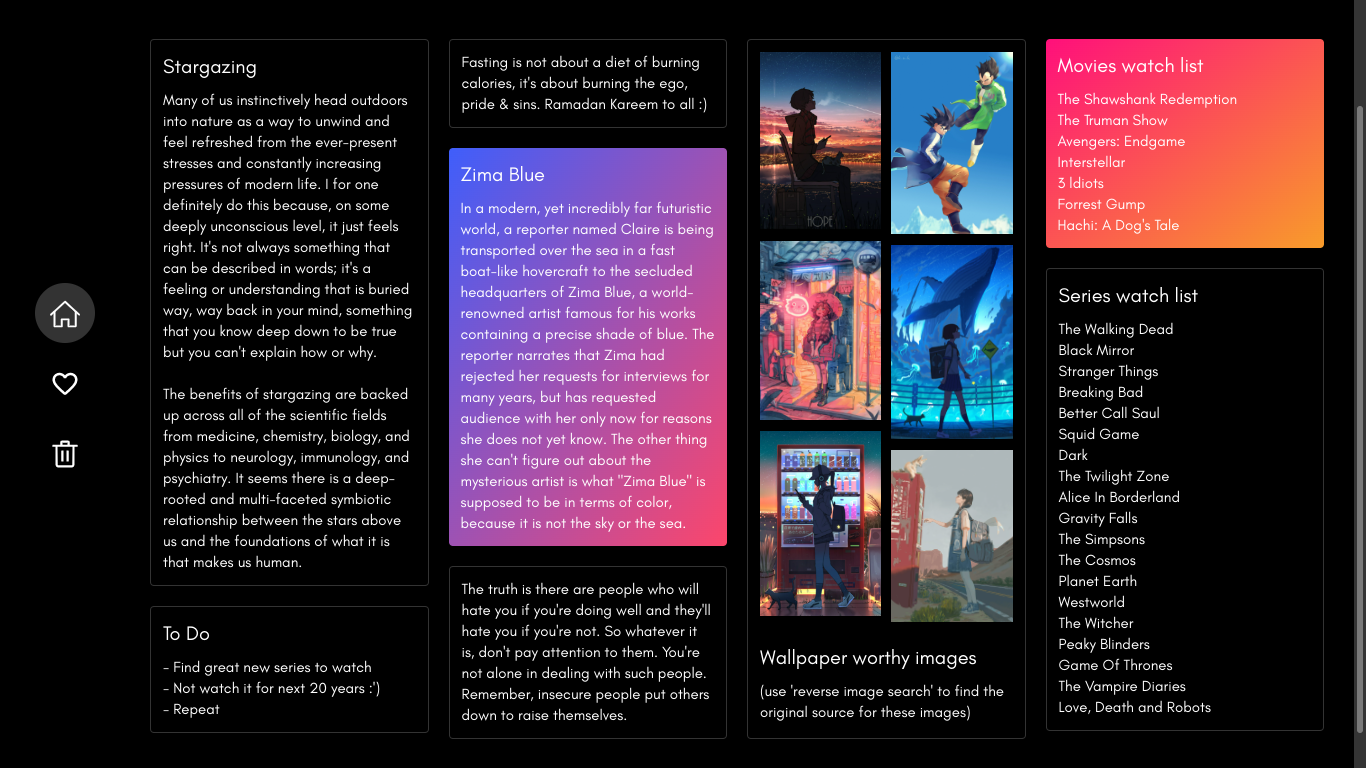 Stargazing
Many of us instinctively head outdoors
into nature as a way to unwind and
feel refreshed from the ever-present
stresses and constantly increasing
pressures of modern life. I for one
definitely do this because, on some
deeply unconscious level, it just feels
right. It's not always something that
can be described in words; it's a
feeling or understanding that is buried
way, way back in your mind, something
that you know deep down to be true
but you can't explain how or why.
The benefits of stargazing are backed
up across all of the scientific fields
from medicine, chemistry, biology, and
physics to neurology, immunology, and
psychiatry. It seems there is a deep-
rooted and multi-faceted symbiotic
relationship between the stars above
us and the foundations of what it is
that makes us human.
To Do
- Find great new series to watch
- Not watch it for next 20 years :')
- Repeat
Fasting is not about a diet of burning
calories, it's about burning the ego,
pride & sins. Ramadan Kareem to all :)
Zima Blue
In a modern, yet incredibly far futuristic
world, a reporter named Claire is being
transported over the sea in a fast
boat-like hovercraft to the secluded
headquarters of Zima Blue, a world-
renowned artist famous for his works
containing a precise shade of blue. The
reporter narrates that Zima had
rejected her requests for interviews for
many years, but has requested
audience with her only now for reasons
she does not yet know. The other thing
she can't figure out about the
mysterious artist is what "Zima Blue" is
supposed to be in terms of color,
because it is not the sky or the sea.
The truth is there are people who will
hate you if you're doing well and they'll
hate you if you're not. So whatever it
is, don't pay attention to them. You're
not alone in dealing with such people.
Remember, insecure people put others
down to raise themselves.
HOPE
Wallpaper worthy images
(use 'reverse image search' to find the
original source for these images)
Movies watch list
The Shawshank Redemption
The Truman Show
Avengers: Endgame
Interstellar
3 Idiots
Forrest Gump
Hachi: A Dog's Tale
Series watch list
The Walking Dead
Black Mirror
Stranger Things
Breaking Bad
Better Call Saul
Squid Game
Dark
The Twilight Zone
Alice In Borderland
Gravity Falls
The Simpsons
The Cosmos
Planet Earth
Westworld
The Witcher
Peaky Blinders
Game Of Thrones
The Vampire Diaries
Love, Death and Robots